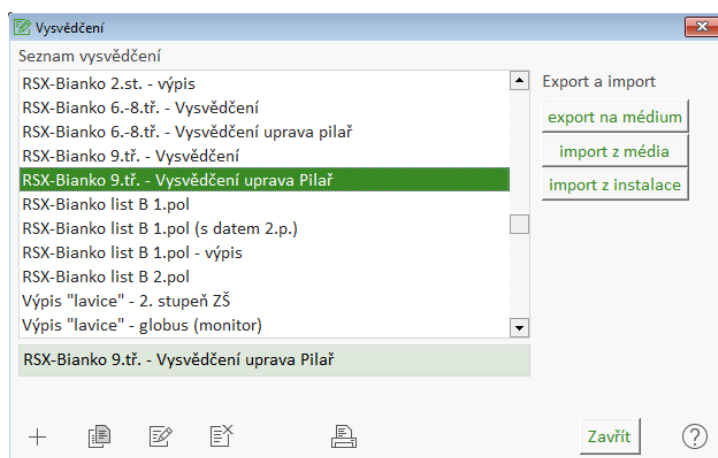 Vysvědčení
Seznam vysvědčení
RSX-Bianko 2.st. - výpis
RSX-Bianko 6.-8.tř. - Vysvědčení
RSX-Bianko 6.-8.tř. - Vysvědčení uprava pilař
RSX-Bianko 9.tř. - Vysvědčení
RSX-Bianko 9.tř. - Vysvědčení uprava Pilař
RSX-Bianko list B 1.pol
RSX-Bianko list B 1.pol (s datem 2.p.)
RSX-Bianko list B 1.pol - výpis
RSX-Bianko list B 2.pol
Výpis "lavice" - 2. stupeň ZŠ
Výpis "lavice" - globus (monitor)
RSX-Bianko 9.tř. - Vysvědčení uprava Pilař
Export a import
export na médium
import z média
import z instalace
Zavřít
?